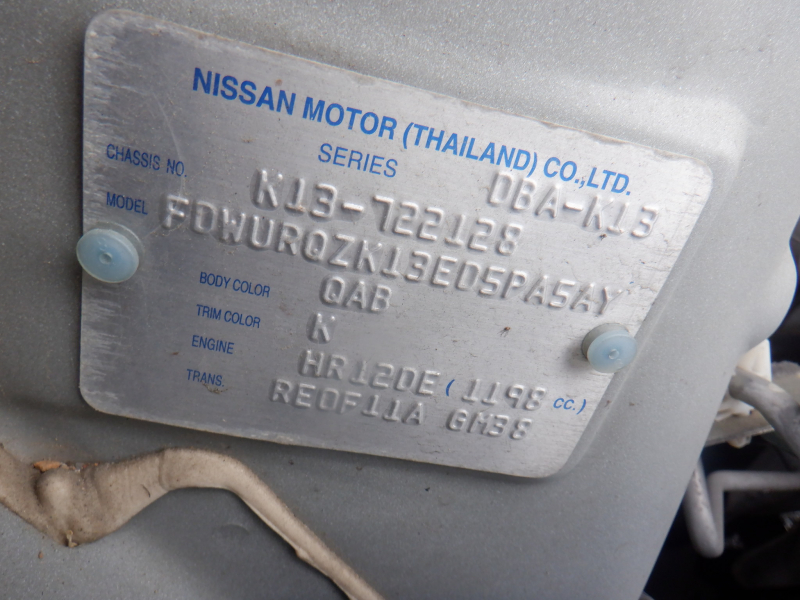 NISSAN MOTOR (THAILAND) CO.,LTD.
SERIES DBA-K13
CHASSIS NO. K13-722128
MODEL FDWURQZK13EDSPA5AY
BODY COLOR QAB
TRIM COLOR K
ENGINE HR12DE ( 1198 CC.)
TRANS. RE0F11A GM38